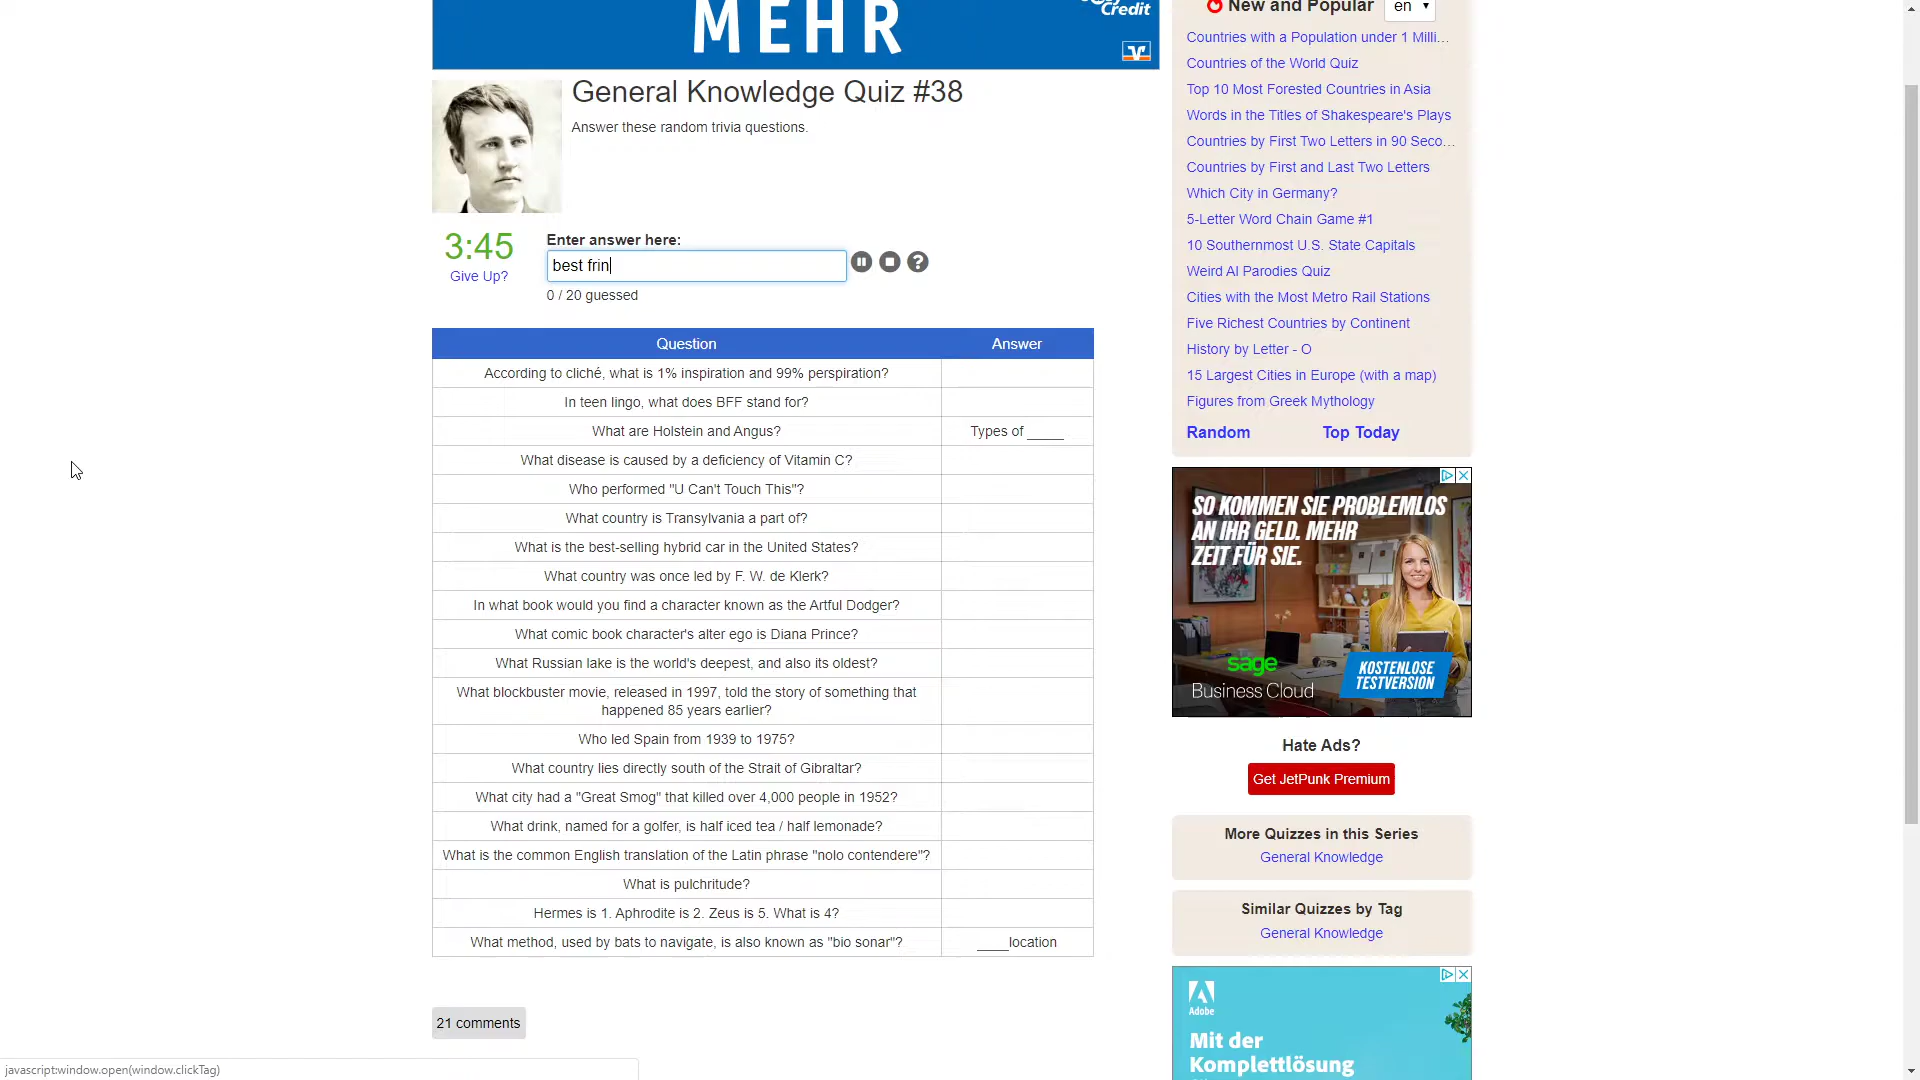 MEHR
Credit
New and Popular
en
Countries with a Population under 1 Milli...
Countries of the World Quiz
Top 10 Most Forested Countries in Asia
Words in the Titles of Shakespeare's Plays
Countries by First Two Letters in 90 Seco...
Countries by First and Last Two Letters
Which City in Germany?
5-Letter Word Chain Game #1
10 Southernmost U.S. State Capitals
Weird Al Parodies Quiz
Cities with the Most Metro Rail Stations
Five Richest Countries by Continent
History by Letter - O
15 Largest Cities in Europe (with a map)
Figures from Greek Mythology
Random Top Today
General Knowledge Quiz #38
Answer these random trivia questions.
3:45
Give Up?
Enter answer here:
best frin
0 / 20 guessed
Question Answer
According to cliché, what is 1% inspiration and 99% perspiration?
In teen lingo, what does BFF stand for?
What are Holstein and Angus? Types of _____
What disease is caused by a deficiency of Vitamin C?
Who performed "U Can't Touch This"?
What country is Transylvania a part of?
What is the best-selling hybrid car in the United States?
What country was once led by F. W. de Klerk?
In what book would you find a character known as the Artful Dodger?
What comic book character's alter ego is Diana Prince?
What Russian lake is the world's deepest, and also its oldest?
What blockbuster movie, released in 1997, told the story of something that
happened 85 years earlier?
Who led Spain from 1939 to 1975?
What country lies directly south of the Strait of Gibraltar?
What city had a "Great Smog" that killed over 4,000 people in 1952?
What drink, named for a golfer, is half iced tea / half lemonade?
What is the common English translation of the Latin phrase "nolo contendere"?
What is pulchritude?
Hermes is 1. Aphrodite is 2. Zeus is 5. What is 4?
What method, used by bats to navigate, is also known as "bio sonar"? ____location
21 comments
SO KOMMEN SIE PROBLEMLOS
AN IHR GELD. MEHR
ZEIT FÜR SIE.
sage
Business Cloud
KOSTENLOSE
TESTVERSION
Hate Ads?
Get JetPunk Premium
More Quizzes in this Series
General Knowledge
Similar Quizzes by Tag
General Knowledge
Adobe
Mit der
Komplettlösung
javascript:window.open(window.clickTag)